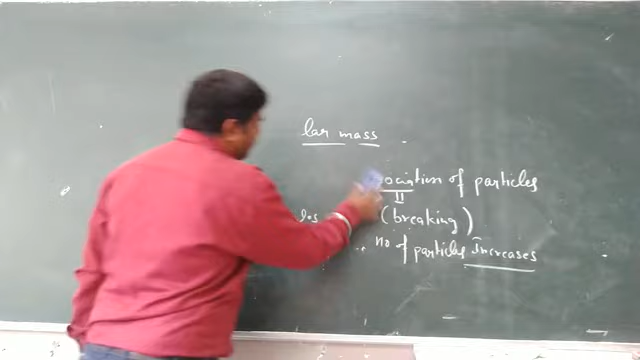 lar mass
ociation of particles
(breaking)
no of particles Increases